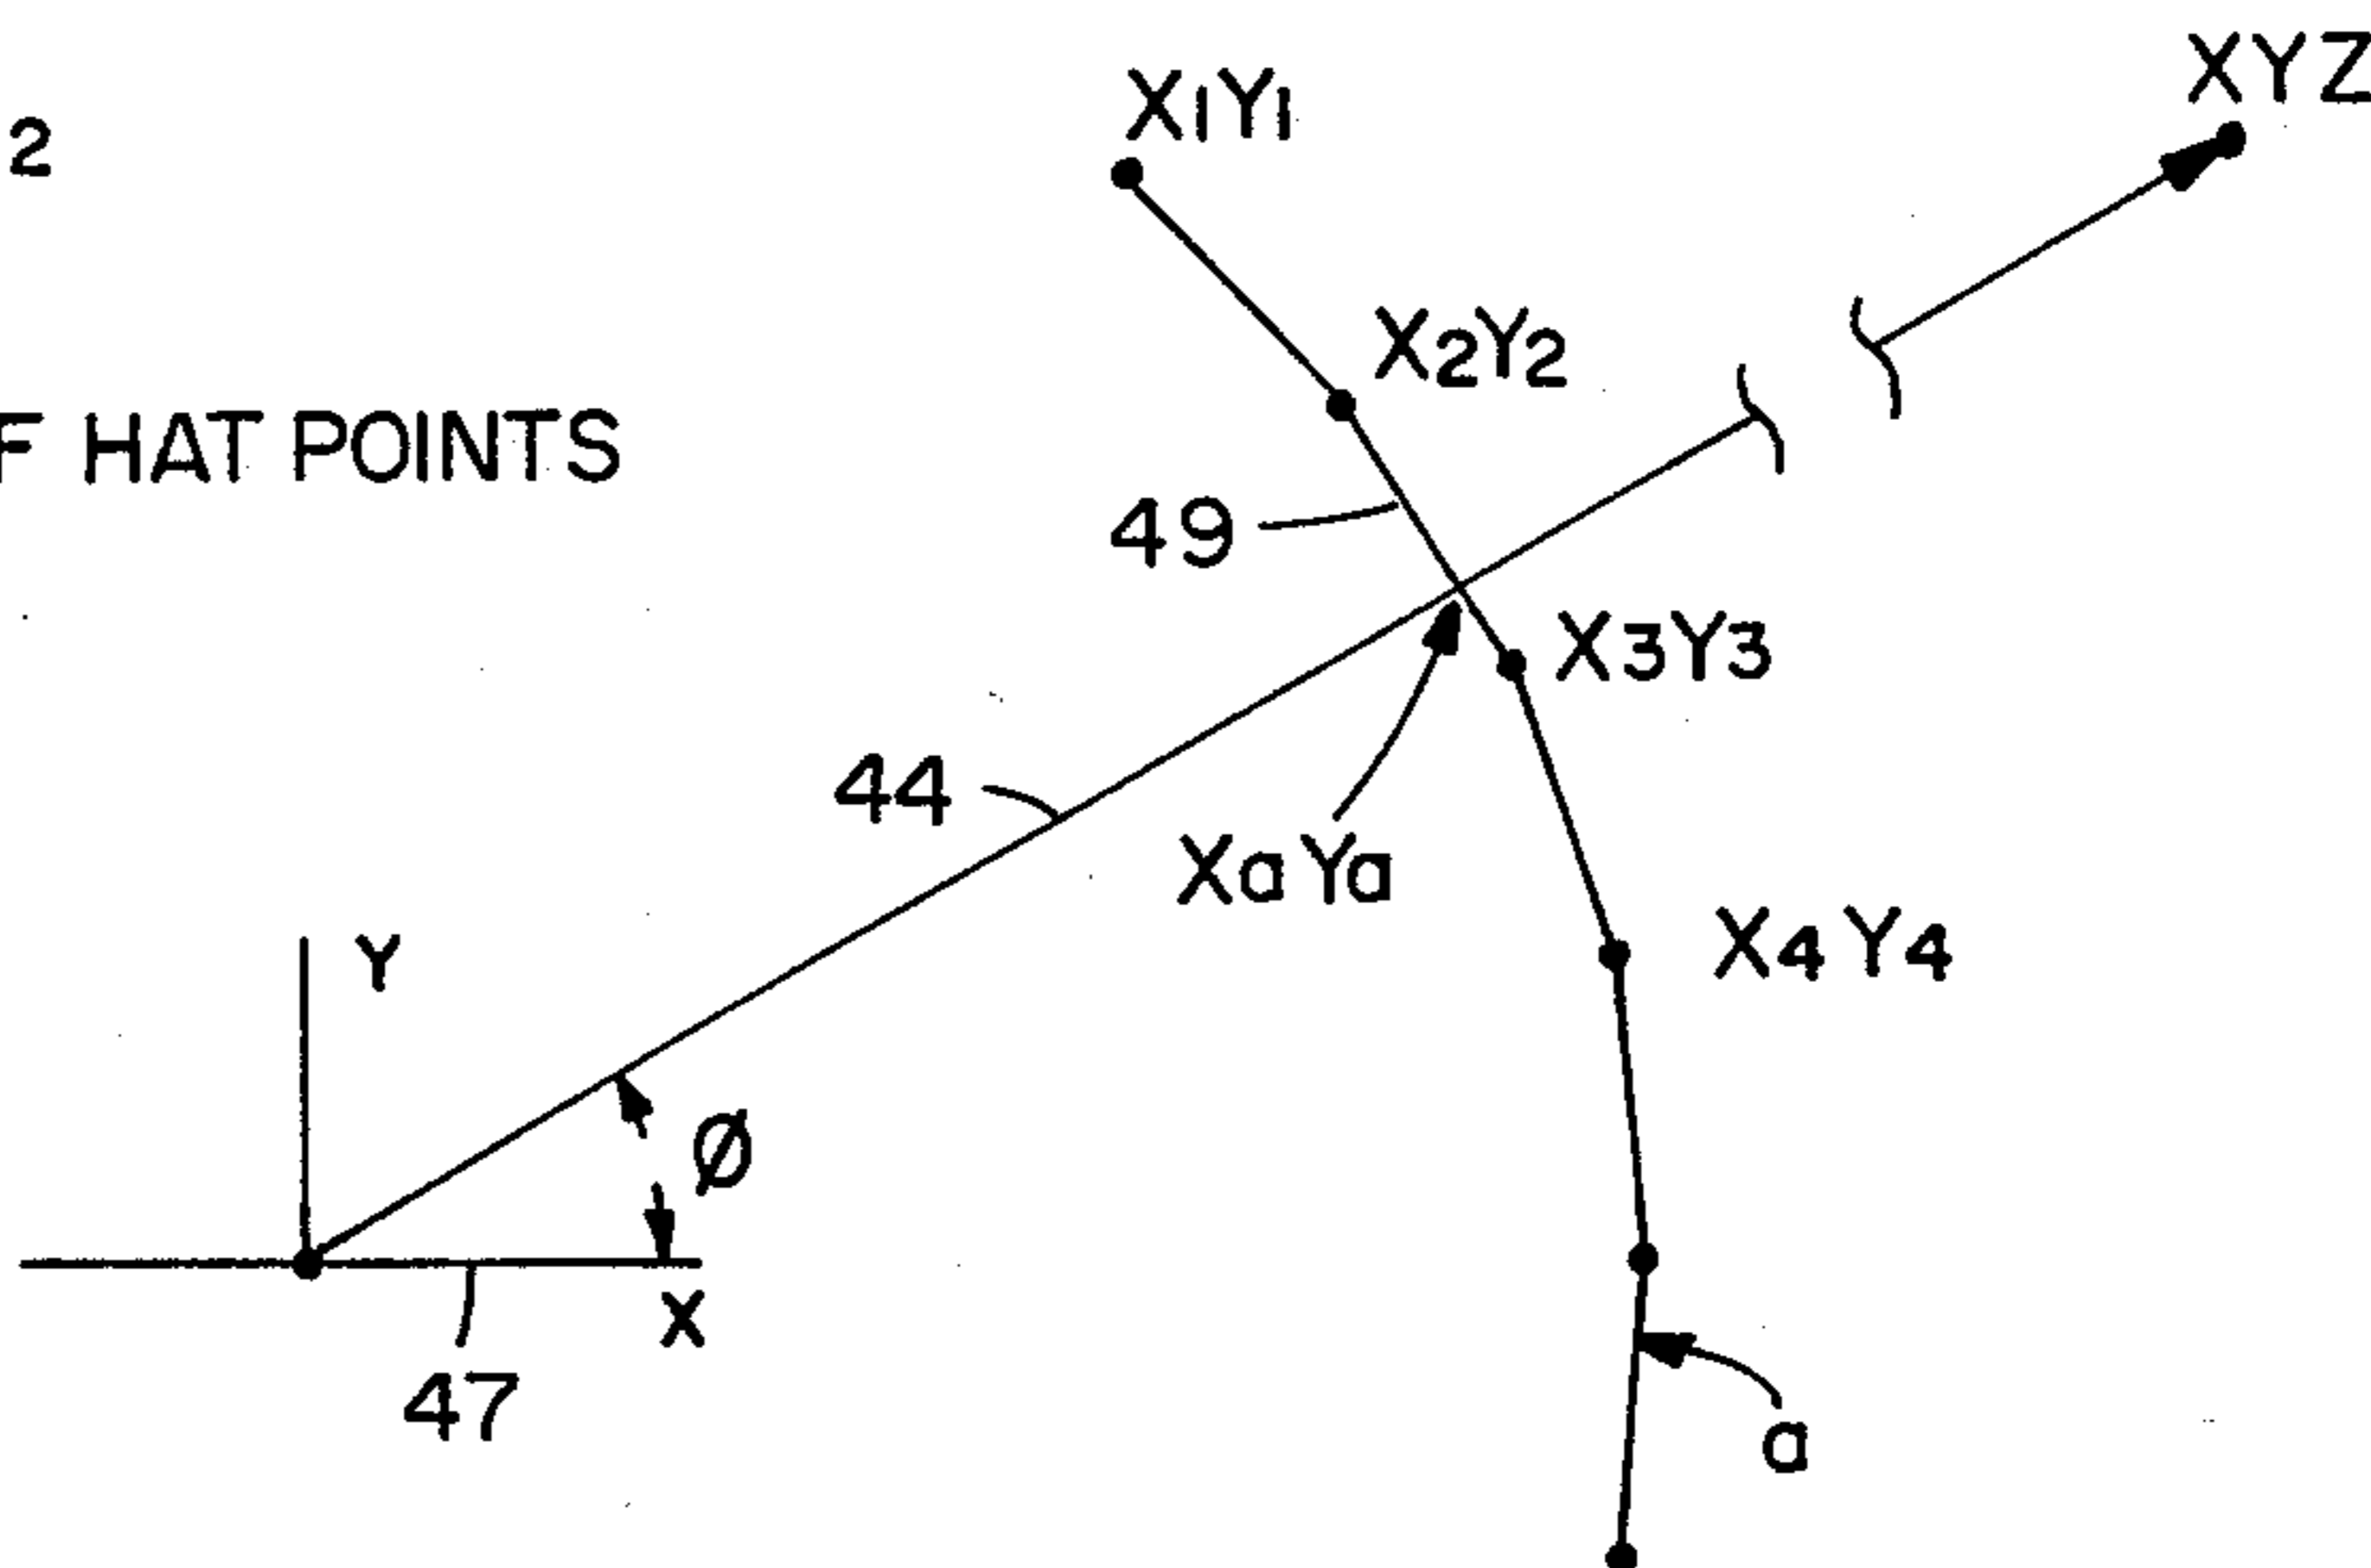 XYZ
X1Y1
2
X2Y2
F HAT POINTS
49
X3Y3
44
XaYa
X4Y4
Y
Ø
X
47
a